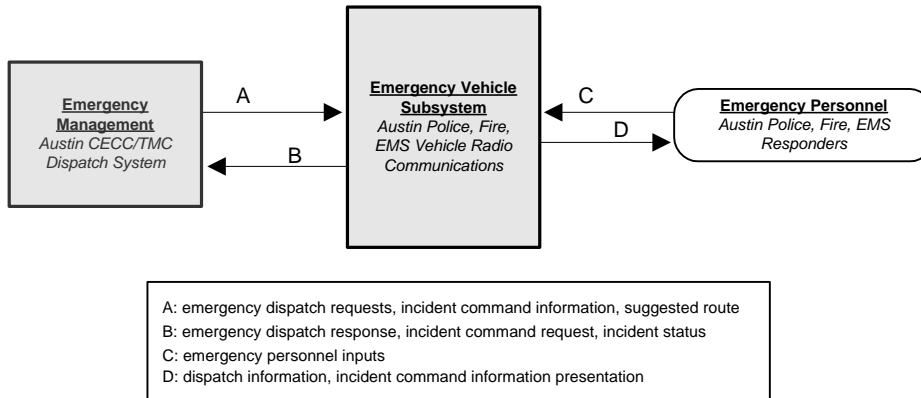 Emergency
Management
Austin CECC/TMC
Dispatch System
A
B
Emergency Vehicle
Subsystem
Austin Police, Fire,
EMS Vehicle Radio
Communications
C
D
Emergency Personnel
Austin Police, Fire, EMS
Responders
A: emergency dispatch requests, incident command information, suggested route
B: emergency dispatch response, incident command request, incident status
C: emergency personnel inputs
D: dispatch information, incident command information presentation